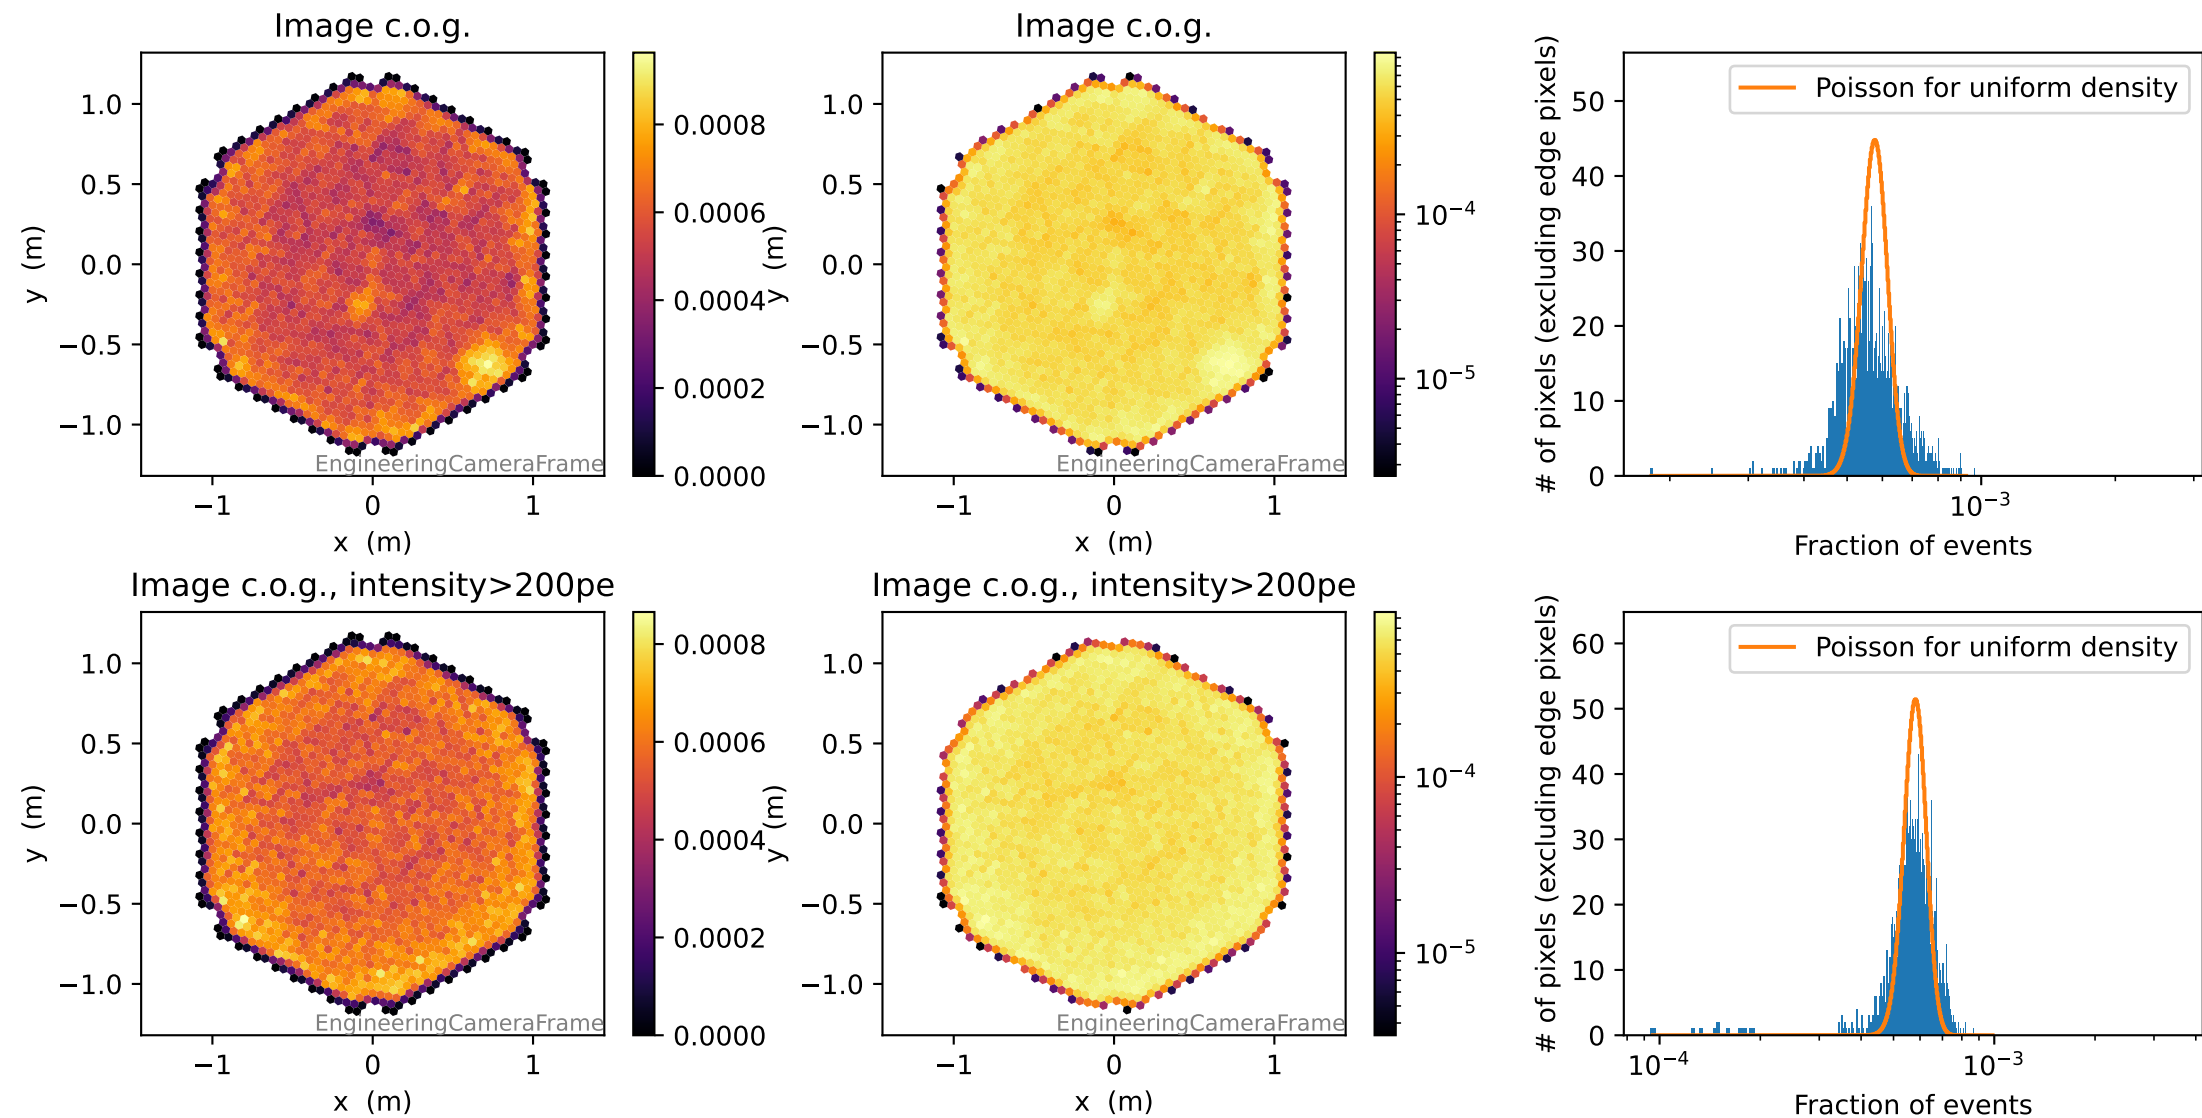 Image c.o.g.
y (m)
1.0
0.5
0.0
−0.5
−1.0
−1
0
1
x (m)
EngineeringCameraFrame
0.0008
0.0006
0.0004
0.0002
0.0000
Image c.o.g.
y (m)
1.0
0.5
0.0
−0.5
−1.0
−1
0
1
x (m)
EngineeringCameraFrame
10⁻⁴
10⁻⁵
# of pixels (excluding edge pixels)
50
40
30
20
10
0
Poisson for uniform density
10⁻³
Fraction of events
Image c.o.g., intensity>200pe
y (m)
1.0
0.5
0.0
−0.5
−1.0
−1
0
1
x (m)
EngineeringCameraFrame
0.0008
0.0006
0.0004
0.0002
0.0000
Image c.o.g., intensity>200pe
y (m)
1.0
0.5
0.0
−0.5
−1.0
−1
0
1
x (m)
EngineeringCameraFrame
10⁻⁴
10⁻⁵
# of pixels (excluding edge pixels)
60
50
40
30
20
10
0
Poisson for uniform density
10⁻⁴
10⁻³
Fraction of events